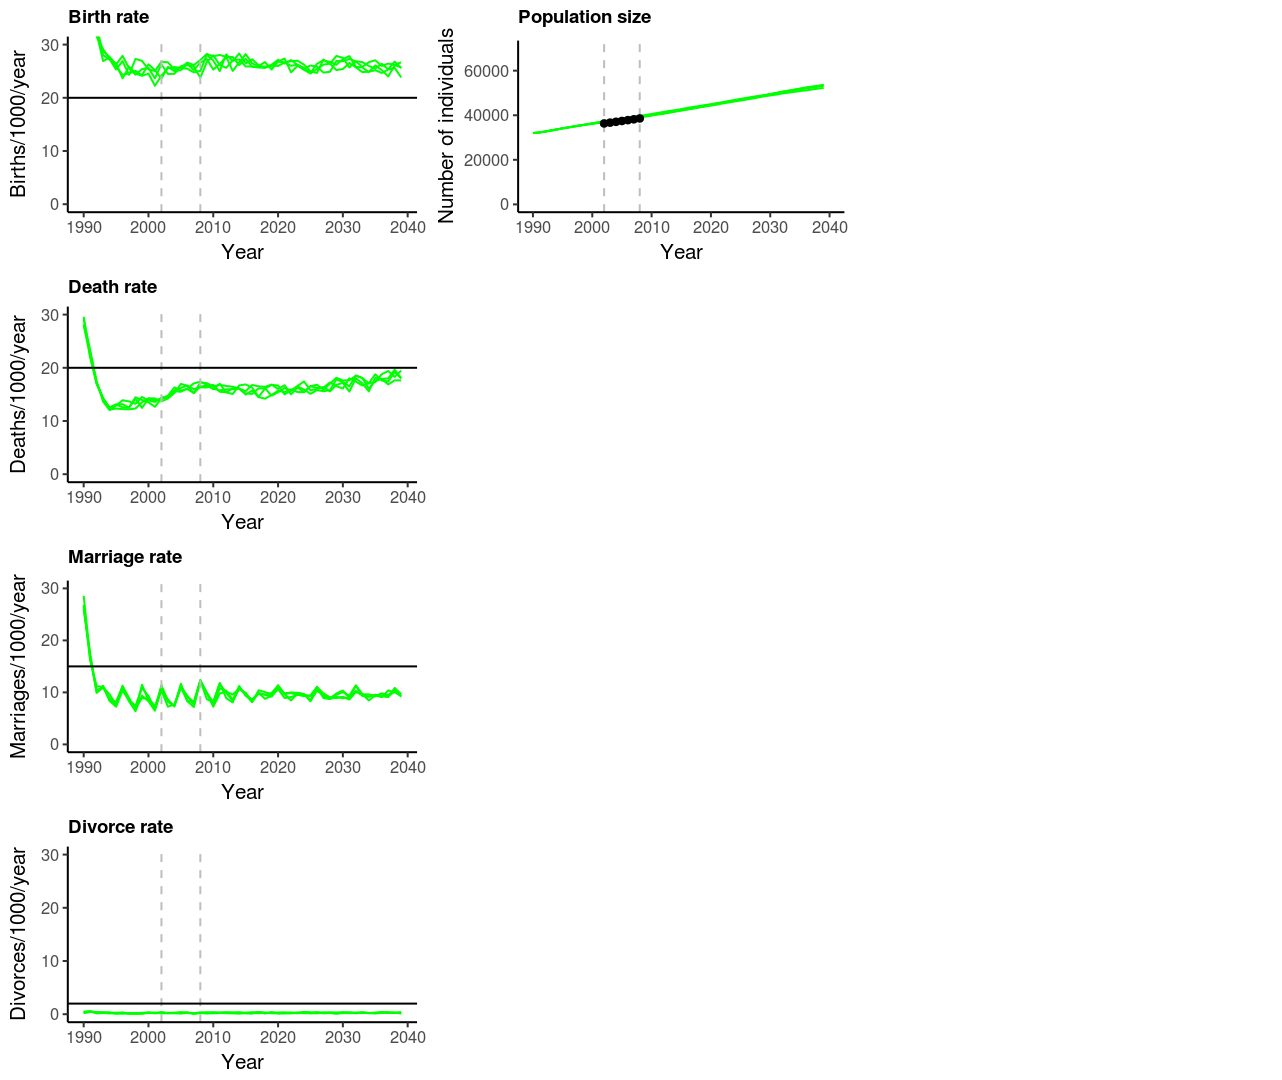 Birth rate
Births/1000/year
30
20
10
0
1990 2000 2010 2020 2030 2040
Year
Population size
Number of individuals
60000
40000
20000
0
1990 2000 2010 2020 2030 2040
Year
Death rate
Deaths/1000/year
30
20
10
0
1990 2000 2010 2020 2030 2040
Year
Marriage rate
Marriages/1000/year
30
20
10
0
1990 2000 2010 2020 2030 2040
Year
Divorce rate
Divorces/1000/year
30
20
10
0
1990 2000 2010 2020 2030 2040
Year